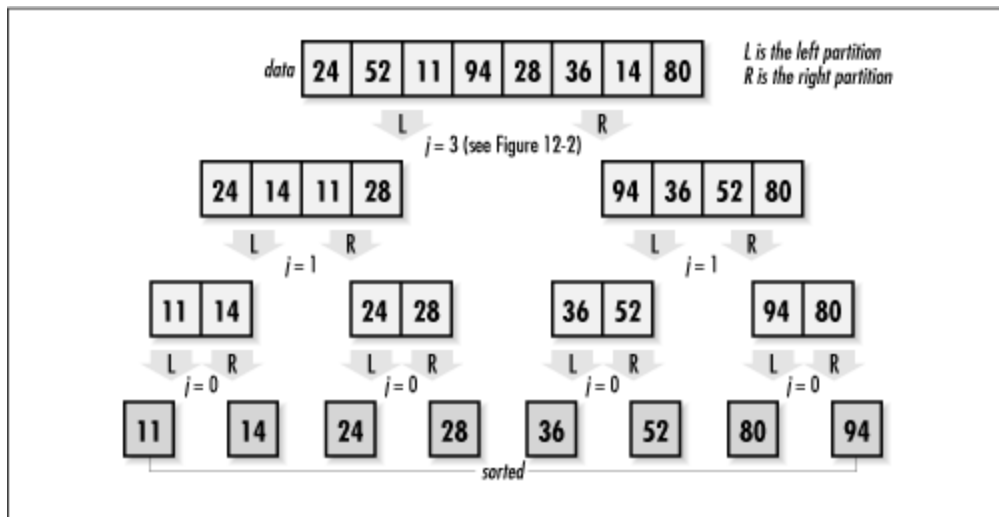 data 24 52 11 94 28 36 14 80
L is the left partition
R is the right partition
L R
j = 3 (see Figure 12-2)
24 14 11 28 94 36 52 80
L R L R
j = 1 j = 1
11 14 24 28 36 52 94 80
L R L R L R L R
j = 0 j = 0 j = 0 j = 0
11 14 24 28 36 52 80 94
sorted